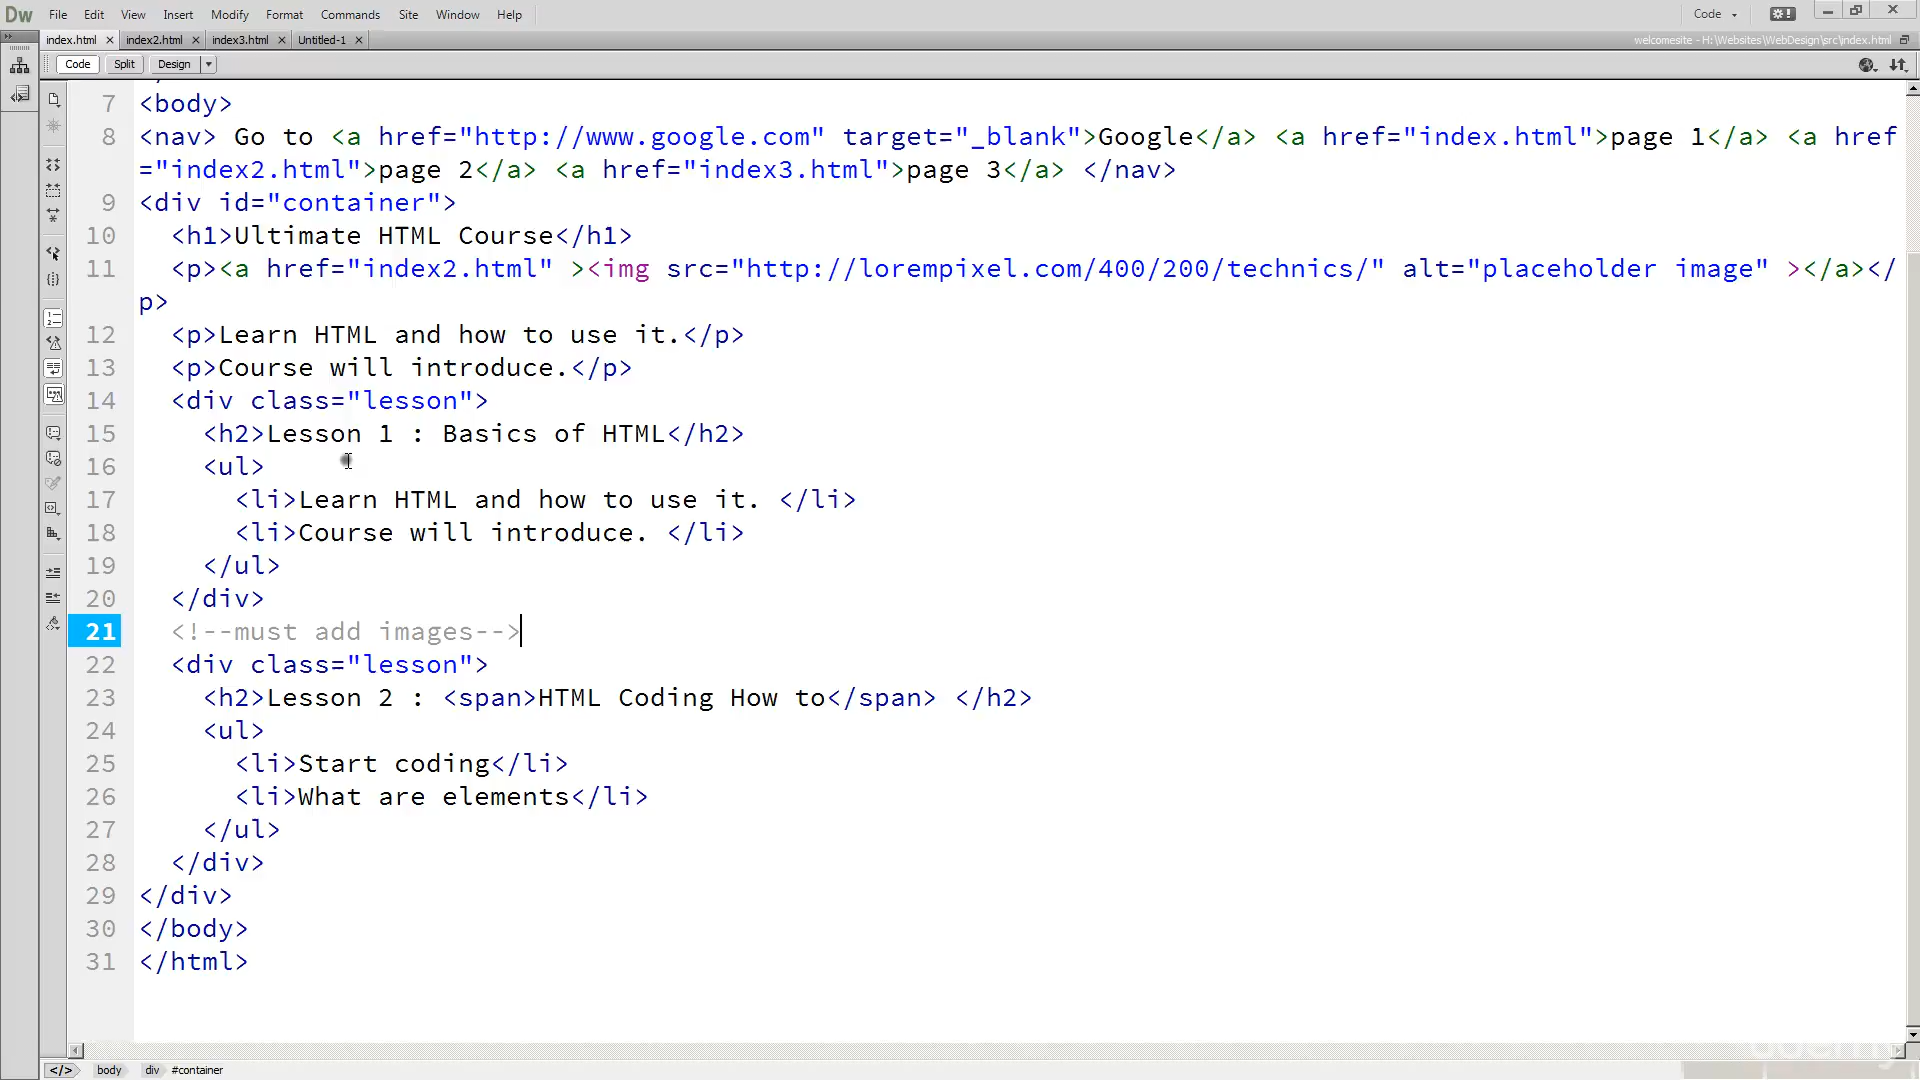 Dw File Edit View Insert Modify Format Commands Site Window Help Code
index.html × index2.html × index3.html × Untitled-1 × welcomesite - H:\Websites\WebDesign\src\index.html
Code Split Design
7 <body>
8 <nav> Go to <a href="http://www.google.com" target="_blank">Google</a> <a href="index.html">page 1</a> <a href
="index2.html">page 2</a> <a href="index3.html">page 3</a> </nav>
9 <div id="container">
10 <h1>Ultimate HTML Course</h1>
11 <p><a href="index2.html" ><img src="http://lorempixel.com/400/200/technics/" alt="placeholder image" ></a></
p>
12 <p>Learn HTML and how to use it.</p>
13 <p>Course will introduce.</p>
14 <div class="lesson">
15 <h2>Lesson 1 : Basics of HTML</h2>
16 <ul>
17 <li>Learn HTML and how to use it. </li>
18 <li>Course will introduce. </li>
19 </ul>
20 </div>
21 <!--must add images-->
22 <div class="lesson">
23 <h2>Lesson 2 : <span>HTML Coding How to</span> </h2>
24 <ul>
25 <li>Start coding</li>
26 <li>What are elements</li>
27 </ul>
28 </div>
29 </div>
30 </body>
31 </html>
</> body div #container